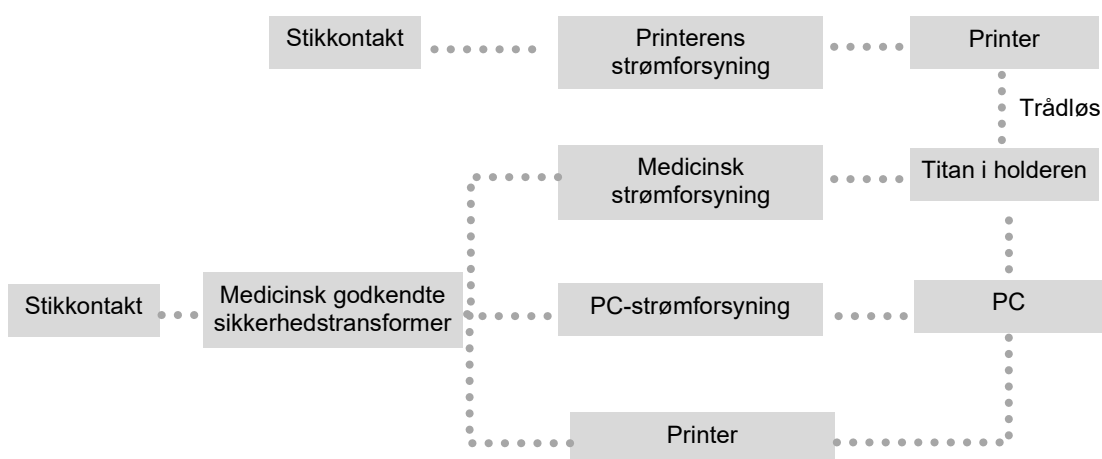 Stikkontakt
Printerens
strømforsyning
Printer
Trådløs
Medicinsk
strømforsyning
Titan i holderen
Stikkontakt
Medicinsk godkendte
sikkerhedstransformer
PC-strømforsyning
PC
Printer